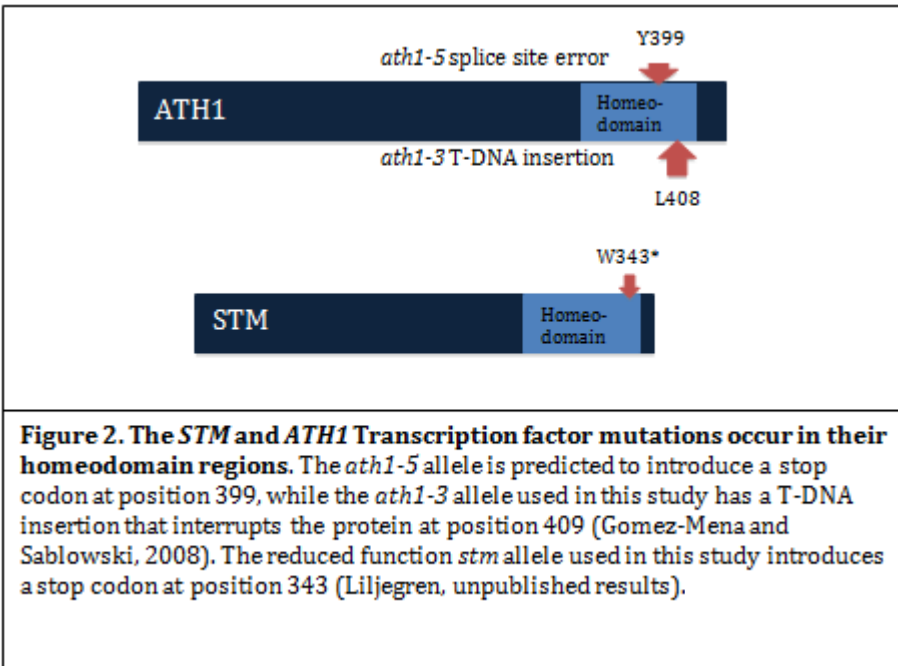 Y399
ath1-5 splice site error
ATH1
Homeo-
domain
ath1-3 T-DNA insertion
L408
W343*
STM
Homeo-
domain
Figure 2. The STM and ATH1 Transcription factor mutations occur in their
homeodomain regions. The ath1-5 allele is predicted to introduce a stop
codon at position 399, while the ath1-3 allele used in this study has a T-DNA
insertion that interrupts the protein at position 409 (Gomez-Mena and
Sablowski, 2008). The reduced function stm allele used in this study introduces
a stop codon at position 343 (Liljegren, unpublished results).